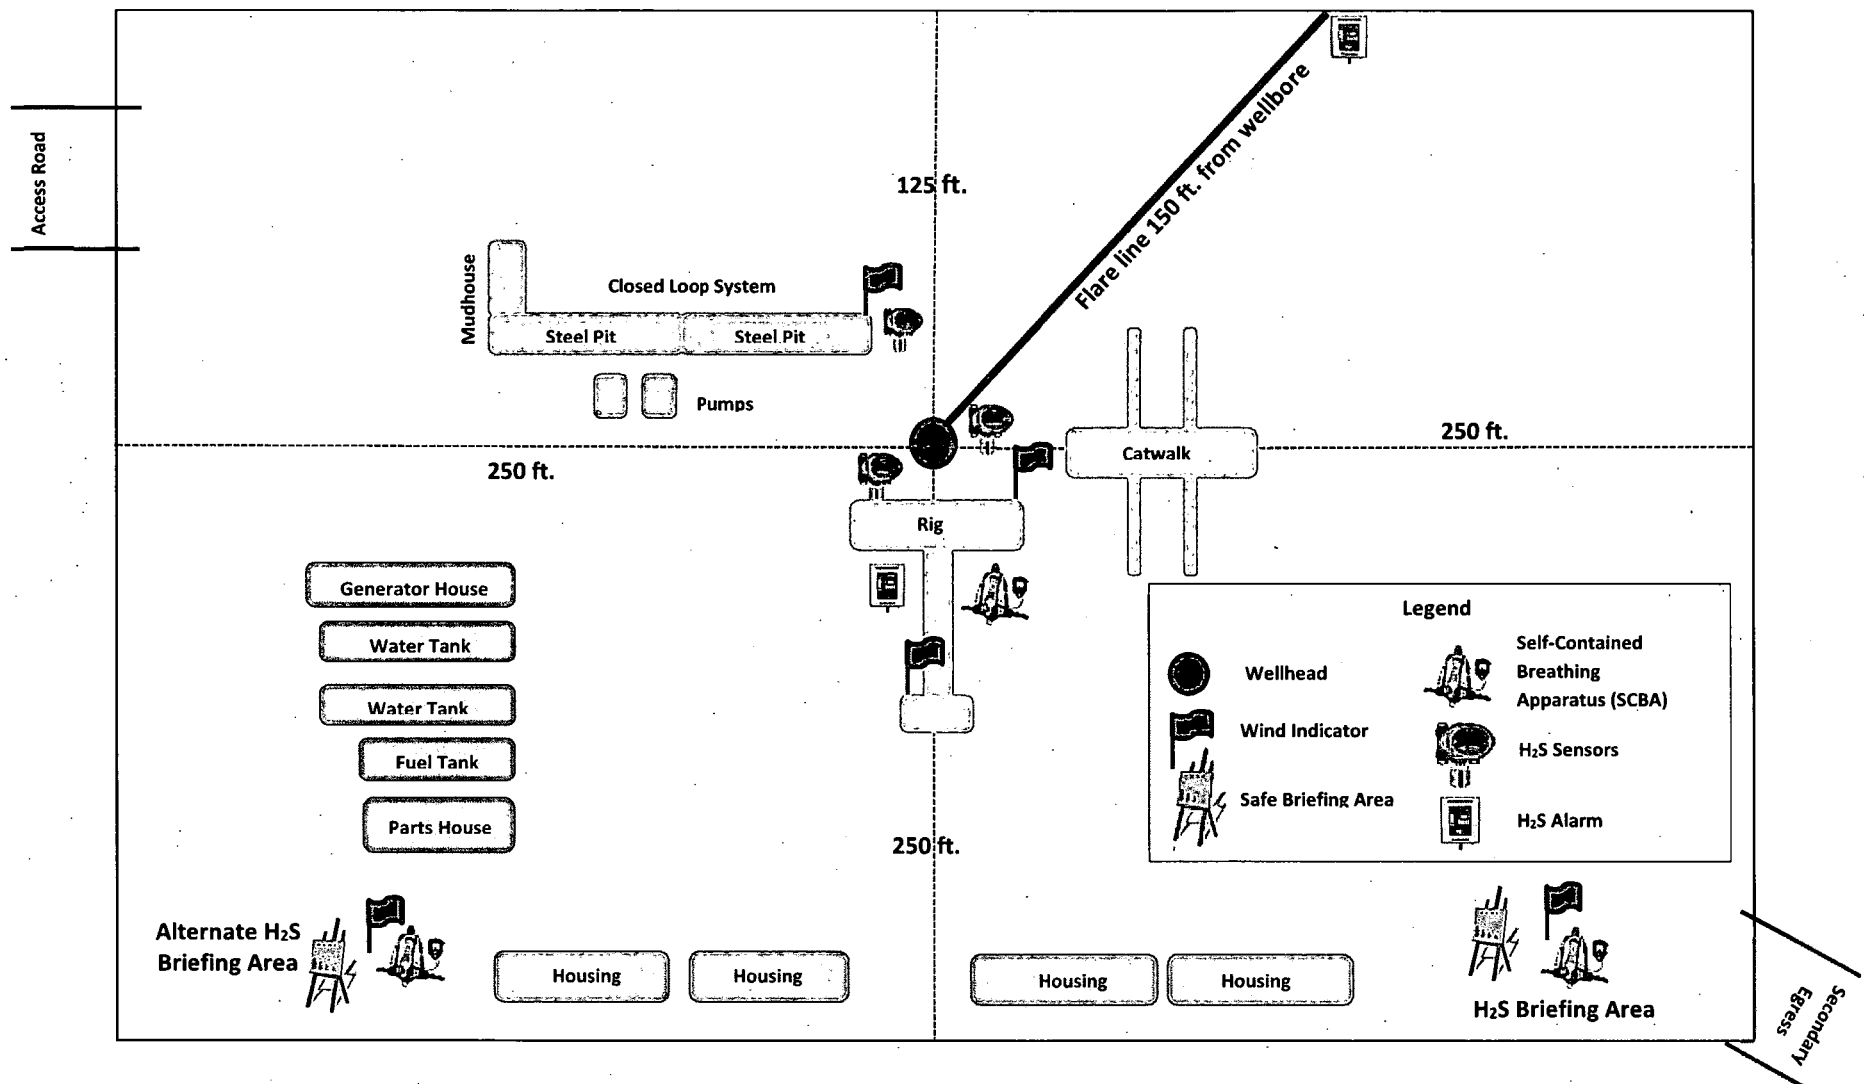 Access Road
Flare line 150 ft. from wellbore
125 ft.
Mudhouse
Closed Loop System
Steel Pit
Steel Pit
Pumps
250 ft.
250 ft.
Catwalk
Rig
Generator House
Water Tank
Water Tank
Fuel Tank
Parts House
250 ft.
Legend
Wellhead
Wind Indicator
Safe Briefing Area
Self-Contained
Breathing
Apparatus (SCBA)
H₂S Sensors
H₂S Alarm
Alternate H₂S
Briefing Area
Housing
Housing
Housing
Housing
H₂S Briefing Area
Secondary
Egress